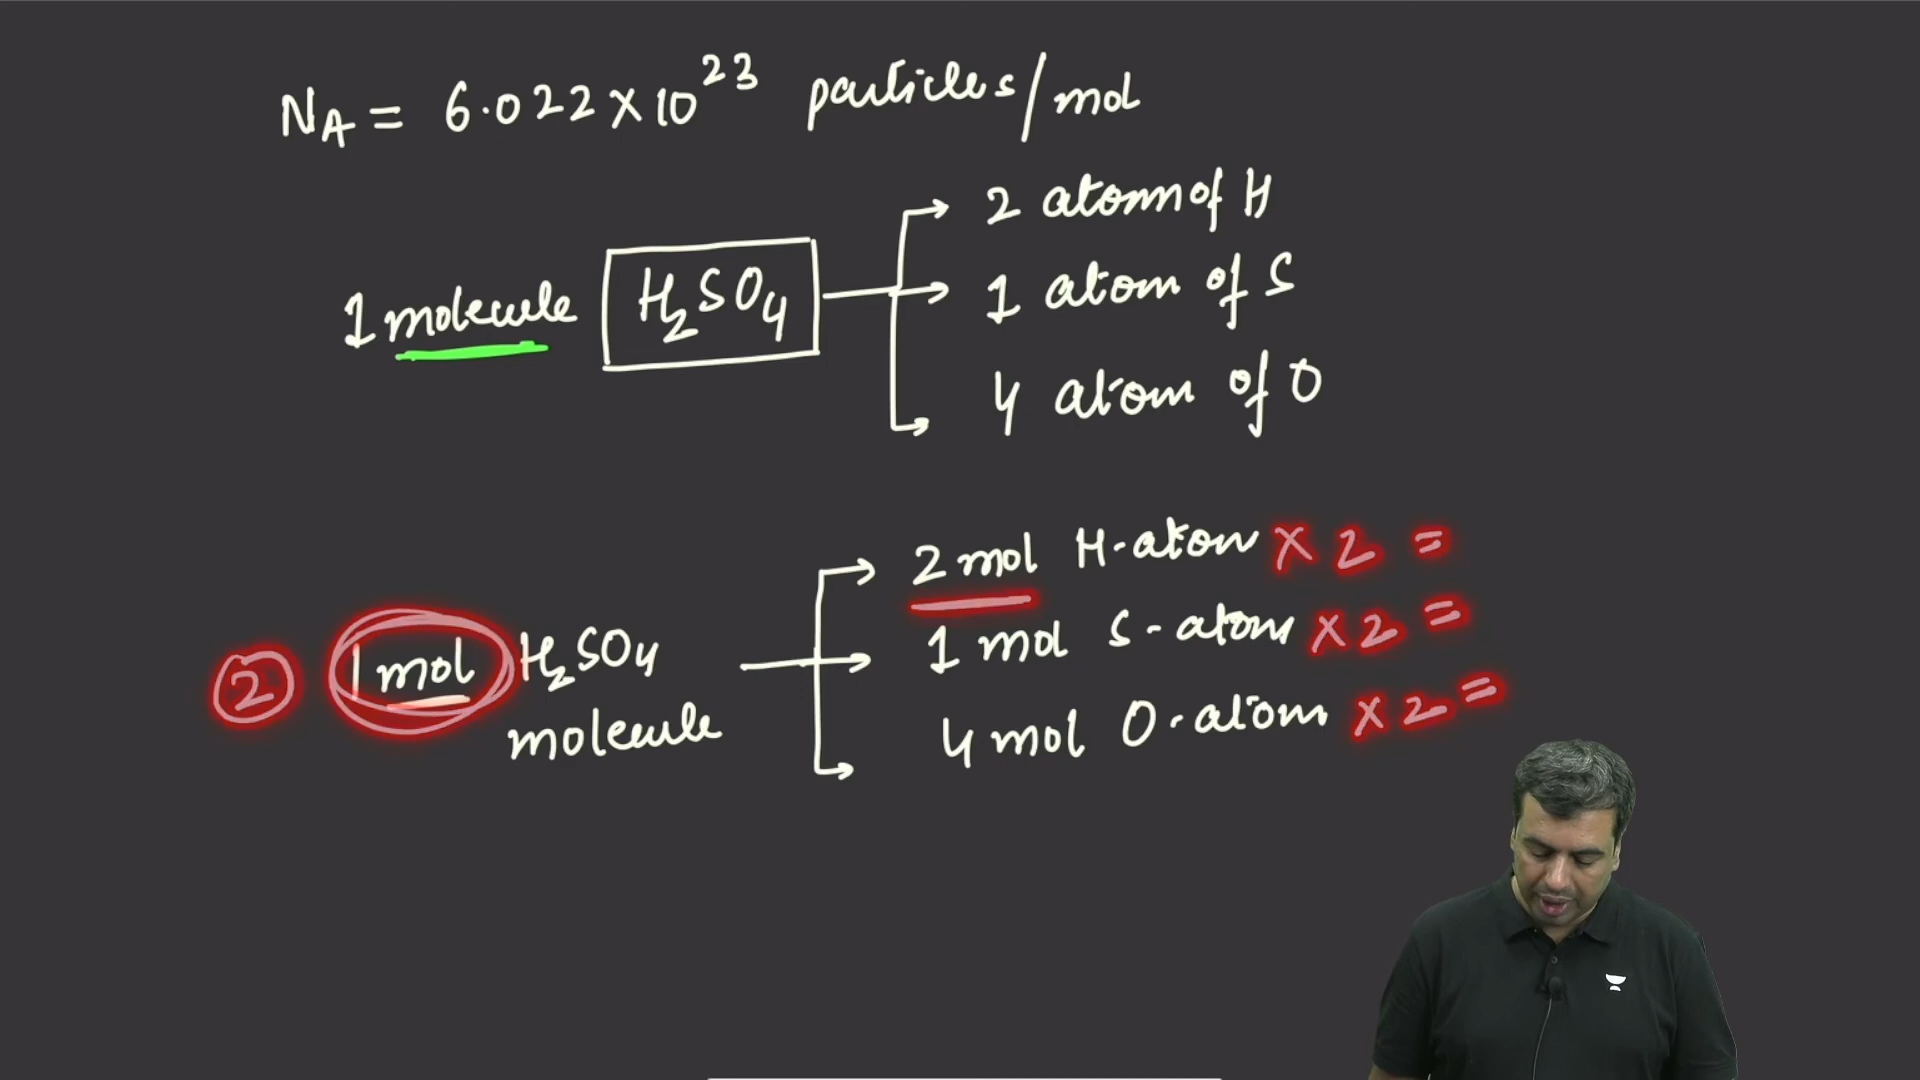 N_A = 6.022×10^23 particles/mol
2 atom of H
1 molecule H₂SO₄
1 atom of S
4 atom of O
2 mol H-atom × 2 =
1 mol S-atom × 2 =
② 1 mol H₂SO₄
molecule
4 mol O-atom × 2 =